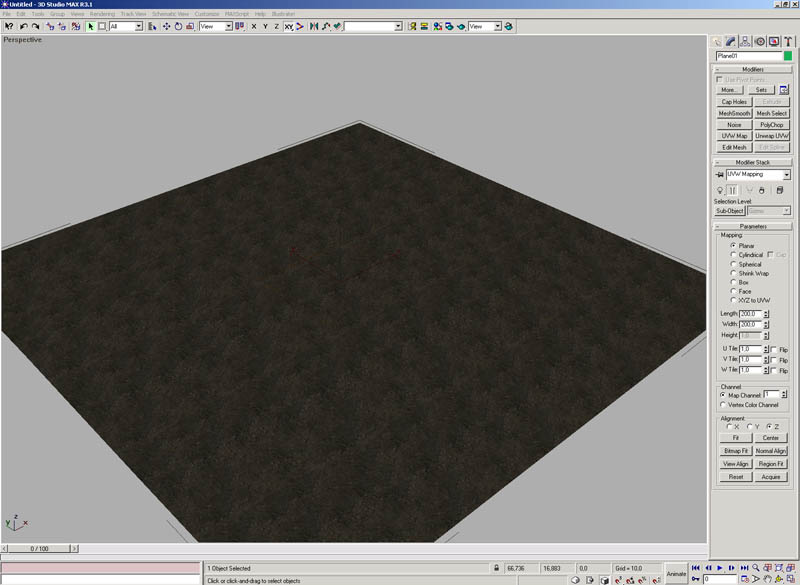 Untitled - 3D Studio MAX R3.1
File Edit Tools Group Views Rendering Track View Schematic View Customize MAXScript Help Illustrate!
All View X Y Z XY View
Perspective
Plane01
Modifiers
Use Pivot Points
More... Sets
Cap Holes Extrude
MeshSmooth Mesh Select
Noise PolyChop
UVW Map Unwrap UVW
Edit Mesh Edit Spline
Modifier Stack
UVW Mapping
Selection Level:
Sub-Object Gizmo
Parameters
Mapping:
Planar
Cylindrical Cap
Spherical
Shrink Wrap
Box
Face
XYZ to UVW
Length: 200,0
Width: 200,0
Height: 1,0
U Tile: 1,0 Flip
V Tile: 1,0 Flip
W Tile: 1,0 Flip
Channel:
Map Channel: 1
Vertex Color Channel
Alignment:
X Y Z
Fit Center
Bitmap Fit Normal Align
View Align Region Fit
Reset Acquire
z
y x
< 0 / 100 >
1 Object Selected 66,736 16,883 0,0 Grid = 10,0 Animate
Click or click-and-drag to select objects 0